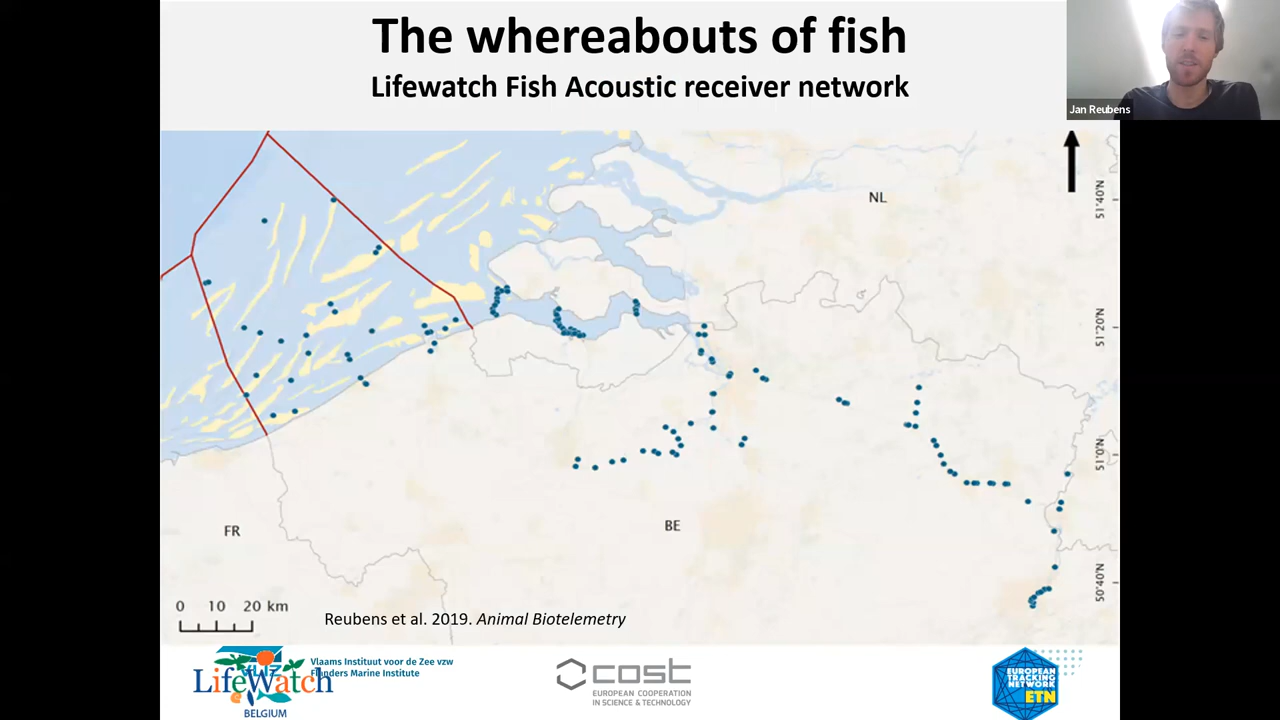 The whereabouts of fish
Lifewatch Fish Acoustic receiver network
Jan Reubens
NL
51°40'N
51°20'N
51°0'N
50°40'N
FR
BE
0 10 20 km
Reubens et al. 2019. Animal Biotelemetry
VLIZ
Vlaams Instituut voor de Zee vzw
Flanders Marine Institute
LifeWatch
BELGIUM
cost
EUROPEAN COOPERATION
IN SCIENCE & TECHNOLOGY
EUROPEAN
TRACKING
NETWORK
ETN